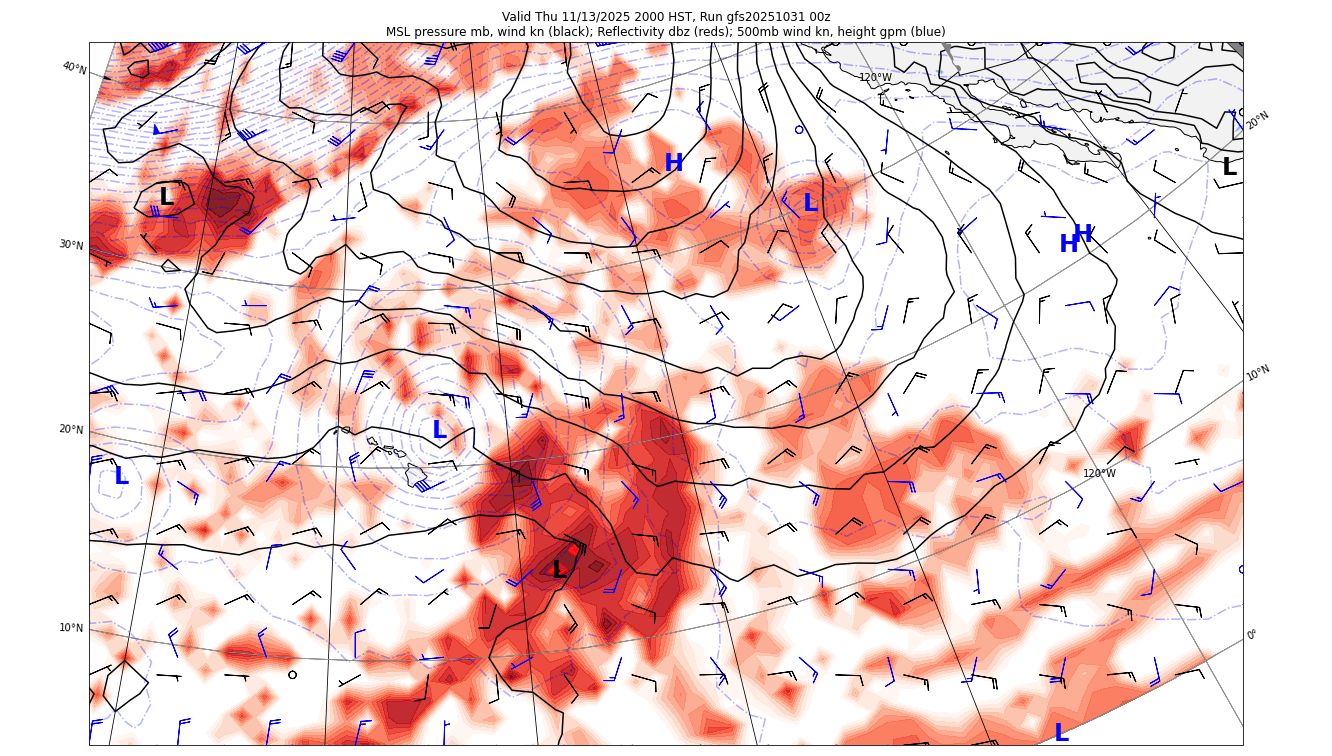 Valid Thu 11/13/2025 2000 HST, Run gfs20251031 00z
MSL pressure mb, wind kn (black); Reflectivity dbz (reds); 500mb wind kn, height gpm (blue)
40°N
120°W
20°N
H
L
L
L
H
H
30°N
10°N
20°N
L
L
120°W
L
10°N
0°
L